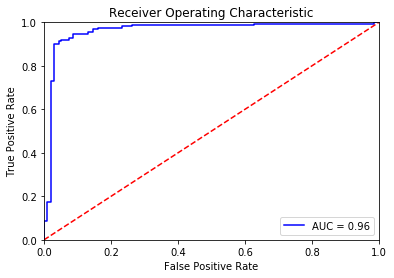 Receiver Operating Characteristic
1.0
0.8
0.6
0.4
0.2
0.0
True Positive Rate
AUC = 0.96
0.0 0.2 0.4 0.6 0.8 1.0
False Positive Rate